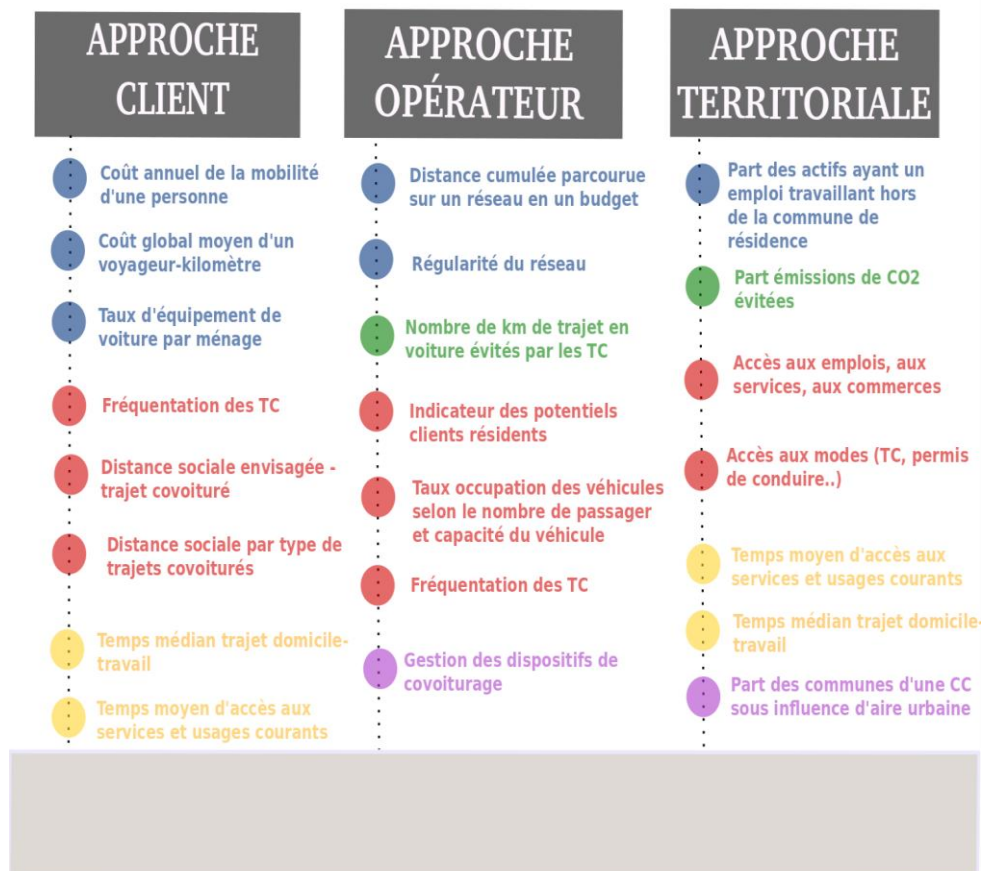 APPROCHE
CLIENT
Coût annuel de la mobilité
d'une personne
Coût global moyen d'un
voyageur-kilomètre
Taux d'équipement de
voiture par ménage
Fréquentation des TC
Distance sociale envisagée -
trajet covoituré
Distance sociale par type de
trajets covoiturés
Temps médian trajet domicile-
travail
Temps moyen d'accès aux
services et usages courants
APPROCHE
OPÉRATEUR
Distance cumulée parcourue
sur un réseau en un budget
Régularité du réseau
Nombre de km de trajet en
voiture évités par les TC
Indicateur des potentiels
clients résidents
Taux occupation des véhicules
selon le nombre de passager
et capacité du véhicule
Fréquentation des TC
Gestion des dispositifs de
covoiturage
APPROCHE
TERRITORIALE
Part des actifs ayant un
emploi travaillant hors
de la commune de
résidence
Part émissions de CO2
évitées
Accès aux emplois, aux
services, aux commerces
Accès aux modes (TC, permis
de conduire..)
Temps moyen d'accès aux
services et usages courants
Temps médian trajet domicile-
travail
Part des communes d'une CC
sous influence d'aire urbaine